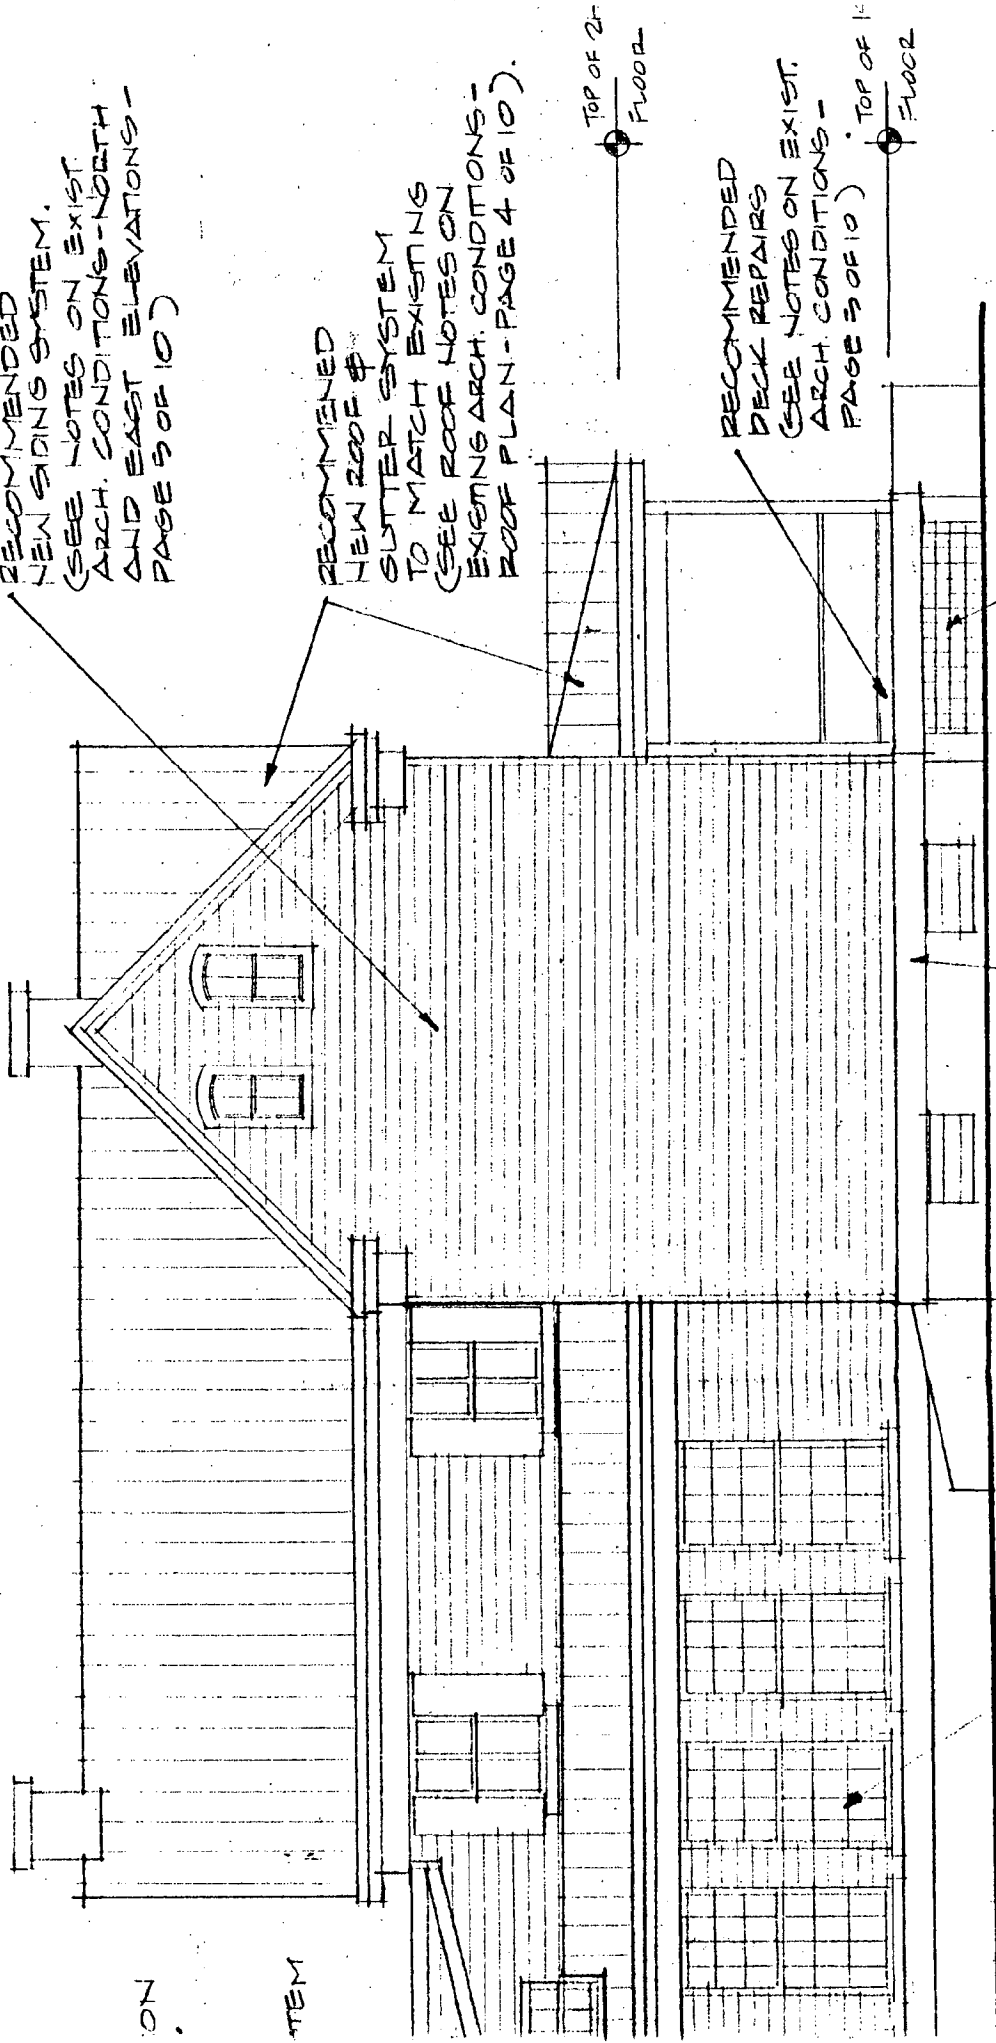 RECOMMENDED
NEW SIDING SYSTEM.
(SEE NOTES ON EXIST
ARCH. CONDITIONS-NORTH
AND EAST ELEVATIONS-
PAGE 5 OF 10)
RECOMMENED
NEW ROOF &
GUTTER SYSTEM
TO MATCH EXISTING
(SEE ROOF NOTES ON
EXISTING ARCH. CONDITIONS-
ROOF PLAN-PAGE 4 OF 10).
TOP OF
FLOOR
RECOMMENDED
DECK REPAIRS
(SEE NOTES ON EXIST.
ARCH. CONDITIONS-
PAGE 5 OF 10)
TOP OF
FLOOR
ON
TEM